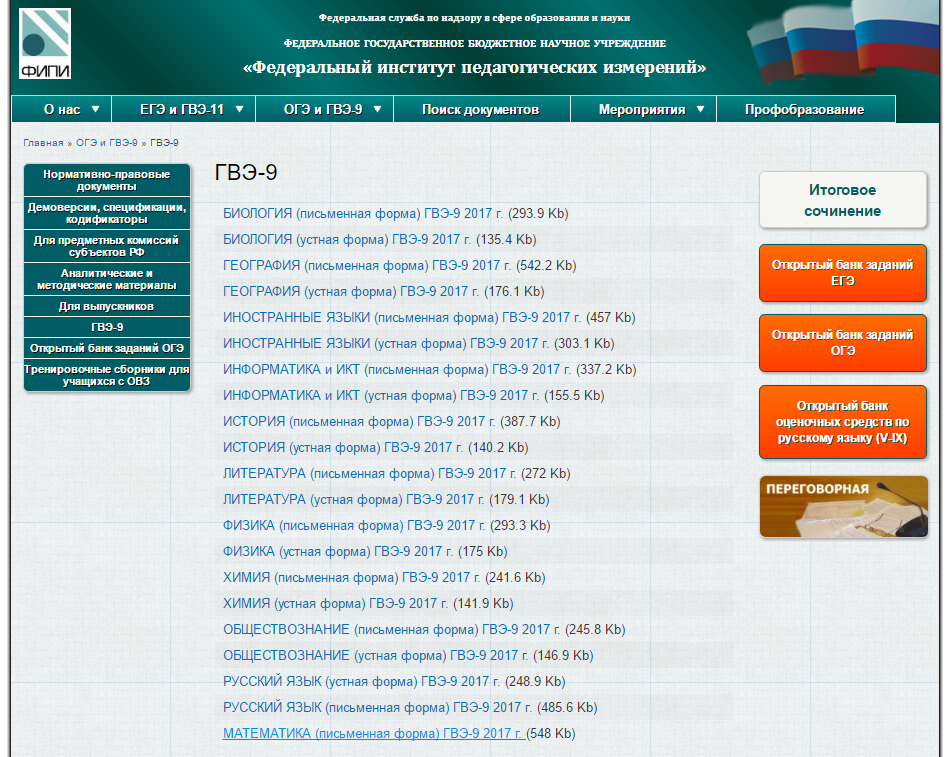 Федеральная служба по надзору в сфере образования и науки
ФЕДЕРАЛЬНОЕ ГОСУДАРСТВЕННОЕ БЮДЖЕТНОЕ НАУЧНОЕ УЧРЕЖДЕНИЕ
«Федеральный институт педагогических измерений»
ФИПИ
О нас ▼ ЕГЭ и ГВЭ-11 ▼ ОГЭ и ГВЭ-9 ▼ Поиск документов Мероприятия ▼ Профобразование
Главная » ОГЭ и ГВЭ-9 » ГВЭ-9
Нормативно-правовые
документы
Демоверсии, спецификации,
кодификаторы
Для предметных комиссий
субъектов РФ
Аналитические и
методические материалы
Для выпускников
ГВЭ-9
Открытый банк заданий ОГЭ
Тренировочные сборники для
учащихся с ОВЗ
ГВЭ-9
БИОЛОГИЯ (письменная форма) ГВЭ-9 2017 г. (293.9 Kb)
БИОЛОГИЯ (устная форма) ГВЭ-9 2017 г. (135.4 Kb)
ГЕОГРАФИЯ (письменная форма) ГВЭ-9 2017 г. (542.2 Kb)
ГЕОГРАФИЯ (устная форма) ГВЭ-9 2017 г. (176.1 Kb)
ИНОСТРАННЫЕ ЯЗЫКИ (письменная форма) ГВЭ-9 2017 г. (457 Kb)
ИНОСТРАННЫЕ ЯЗЫКИ (устная форма) ГВЭ-9 2017 г. (303.1 Kb)
ИНФОРМАТИКА и ИКТ (письменная форма) ГВЭ-9 2017 г. (337.2 Kb)
ИНФОРМАТИКА и ИКТ (устная форма) ГВЭ-9 2017 г. (155.5 Kb)
ИСТОРИЯ (письменная форма) ГВЭ-9 2017 г. (387.7 Kb)
ИСТОРИЯ (устная форма) ГВЭ-9 2017 г. (140.2 Kb)
ЛИТЕРАТУРА (письменная форма) ГВЭ-9 2017 г. (272 Kb)
ЛИТЕРАТУРА (устная форма) ГВЭ-9 2017 г. (179.1 Kb)
ФИЗИКА (письменная форма) ГВЭ-9 2017 г. (293.3 Kb)
ФИЗИКА (устная форма) ГВЭ-9 2017 г. (175 Kb)
ХИМИЯ (письменная форма) ГВЭ-9 2017 г. (241.6 Kb)
ХИМИЯ (устная форма) ГВЭ-9 2017 г. (141.9 Kb)
ОБЩЕСТВОЗНАНИЕ (письменная форма) ГВЭ-9 2017 г. (245.8 Kb)
ОБЩЕСТВОЗНАНИЕ (устная форма) ГВЭ-9 2017 г. (146.9 Kb)
РУССКИЙ ЯЗЫК (устная форма) ГВЭ-9 2017 г. (248.9 Kb)
РУССКИЙ ЯЗЫК (письменная форма) ГВЭ-9 2017 г. (485.6 Kb)
МАТЕМАТИКА (письменная форма) ГВЭ-9 2017 г. (548 Kb)
Итоговое
сочинение
Открытый банк заданий
ЕГЭ
Открытый банк заданий
ОГЭ
Открытый банк
оценочных средств по
русскому языку (V-IX)
ПЕРЕГОВОРНАЯ